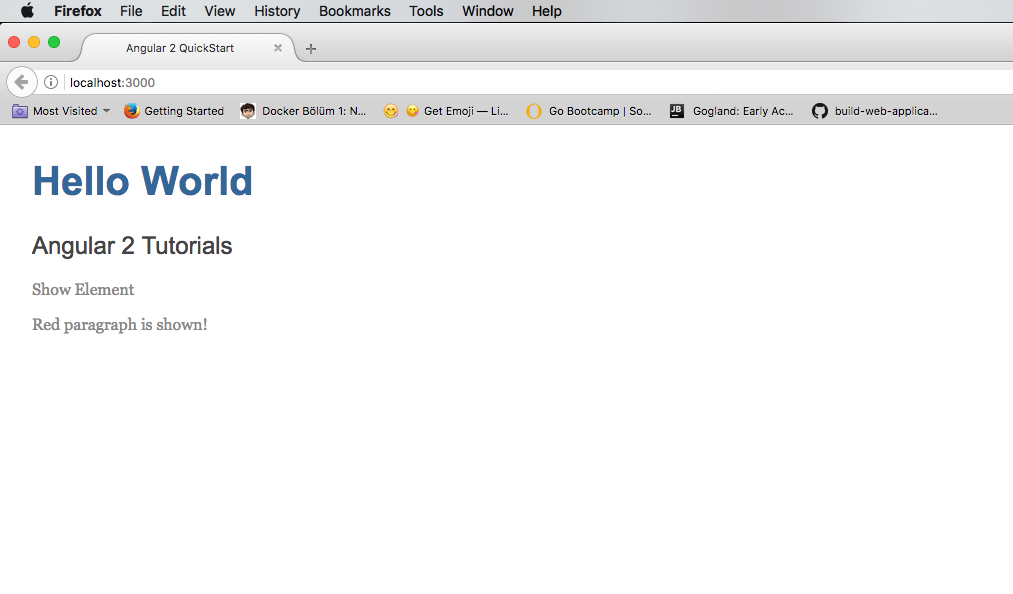 Firefox File Edit View History Bookmarks Tools Window Help
Angular 2 QuickStart
localhost:3000
Most Visited Getting Started Docker Bölüm 1: N... Get Emoji — Li... Go Bootcamp | So... JB Gogland: Early Ac... build-web-applica...
Hello World
Angular 2 Tutorials
Show Element
Red paragraph is shown!